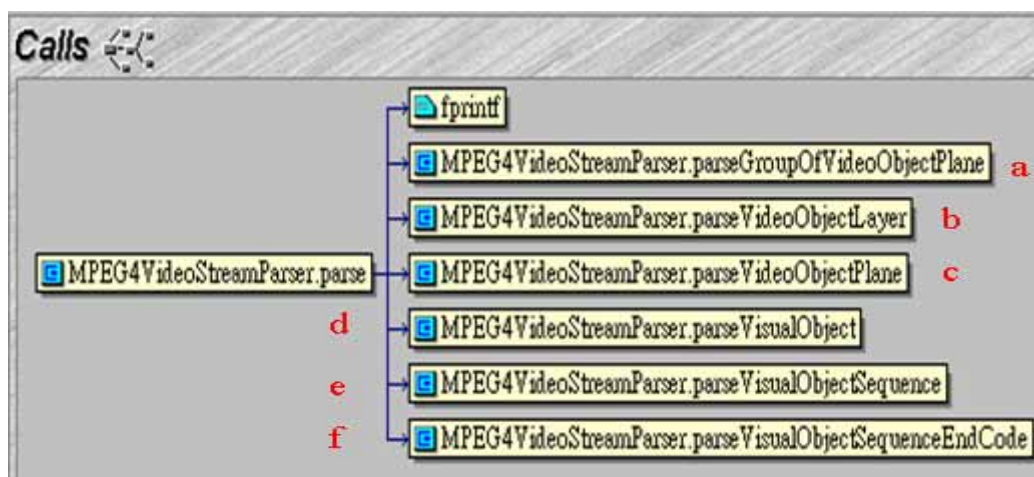 Calls
fprintf
MPEG4VideoStreamParser.parseGroupOfVideoObjectPlane a
MPEG4VideoStreamParser.parseVideoObjectLayer b
MPEG4VideoStreamParser.parse
MPEG4VideoStreamParser.parseVideoObjectPlane c
d MPEG4VideoStreamParser.parseVisualObject
e MPEG4VideoStreamParser.parseVisualObjectSequence
f MPEG4VideoStreamParser.parseVisualObjectSequenceEndCode